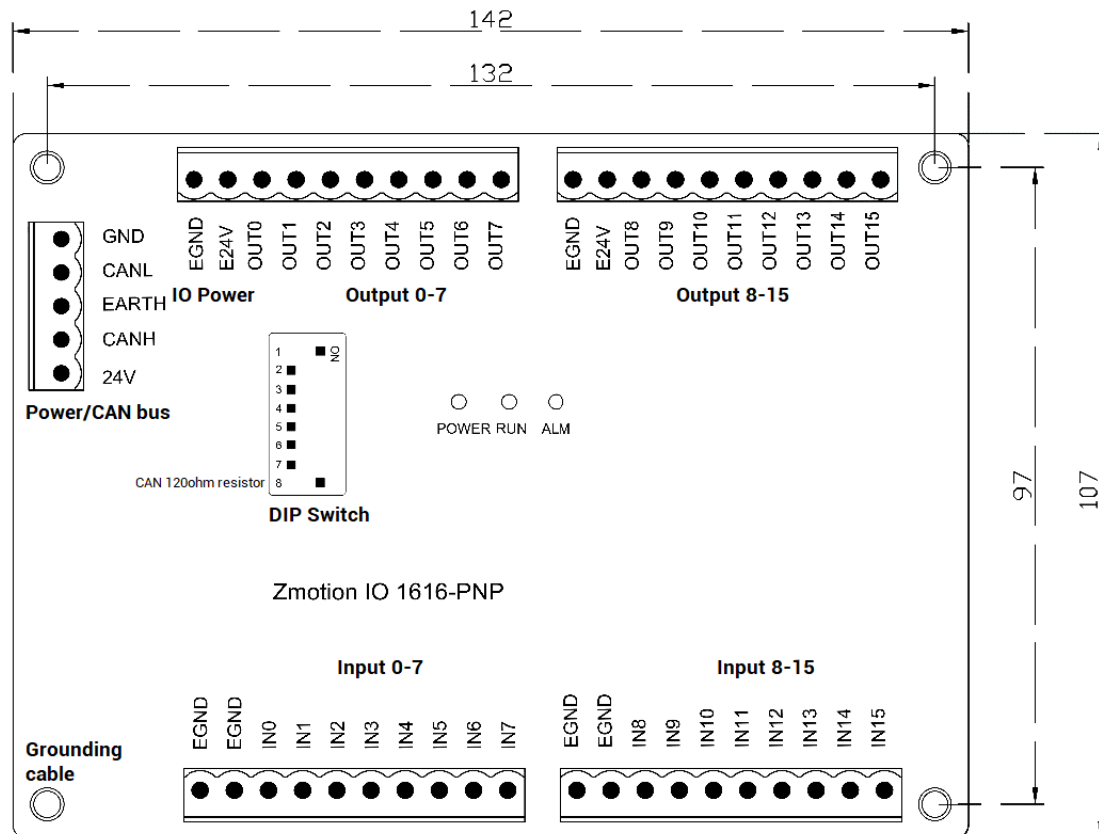 142
132
EGND E24V OUT0 OUT1 OUT2 OUT3 OUT4 OUT5 OUT6 OUT7
EGND E24V OUT8 OUT9 OUT10 OUT11 OUT12 OUT13 OUT14 OUT15
GND
CANL
EARTH
CANH
24V
Power/CAN bus
IO Power
Output 0-7
Output 8-15
1 ON
2
3
4
5
6
7
CAN 120ohm resistor 8
DIP Switch
POWER RUN ALM
97
107
Zmotion IO 1616-PNP
Input 0-7
Input 8-15
EGND EGND IN0 IN1 IN2 IN3 IN4 IN5 IN6 IN7
EGND EGND IN8 IN9 IN10 IN11 IN12 IN13 IN14 IN15
Grounding
cable